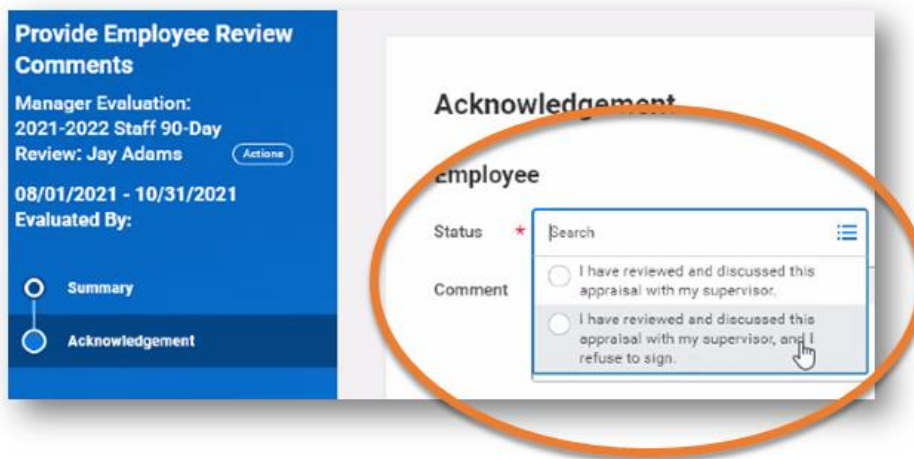 Provide Employee Review
Comments
Manager Evaluation:
2021-2022 Staff 90-Day
Review: Jay Adams Actions
08/01/2021 - 10/31/2021
Evaluated By:
Summary
Acknowledgement
Acknowledgement
Employee
Status * Search
I have reviewed and discussed this
appraisal with my supervisor.
Comment
I have reviewed and discussed this
appraisal with my supervisor, and I
refuse to sign.